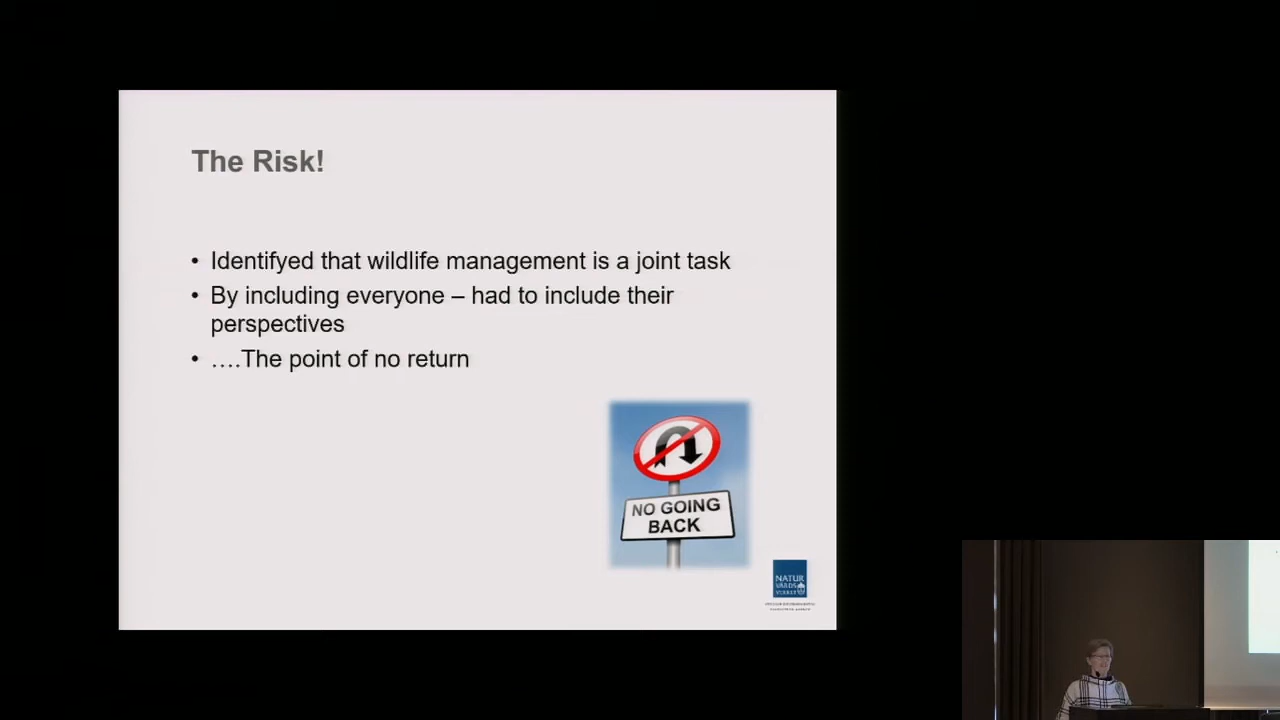 The Risk!
• Identifyed that wildlife management is a joint task
• By including everyone – had to include their
perspectives
• ….The point of no return
NO GOING
BACK
NATUR
VÅRDS
VERKET